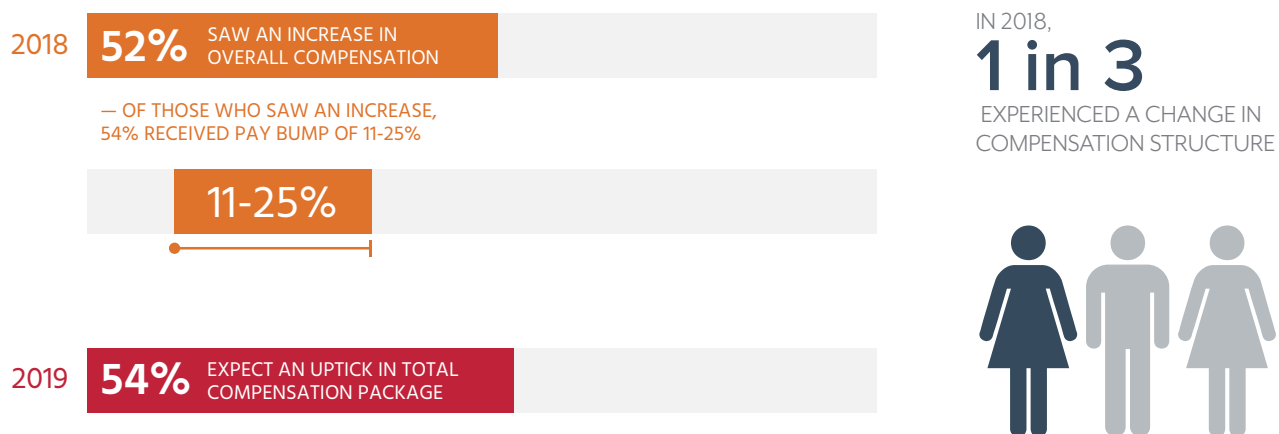 2018
52%
SAW AN INCREASE IN
OVERALL COMPENSATION
— OF THOSE WHO SAW AN INCREASE,
54% RECEIVED PAY BUMP OF 11-25%
11-25%
2019
54%
EXPECT AN UPTICK IN TOTAL
COMPENSATION PACKAGE
IN 2018,
1 in 3
EXPERIENCED A CHANGE IN
COMPENSATION STRUCTURE